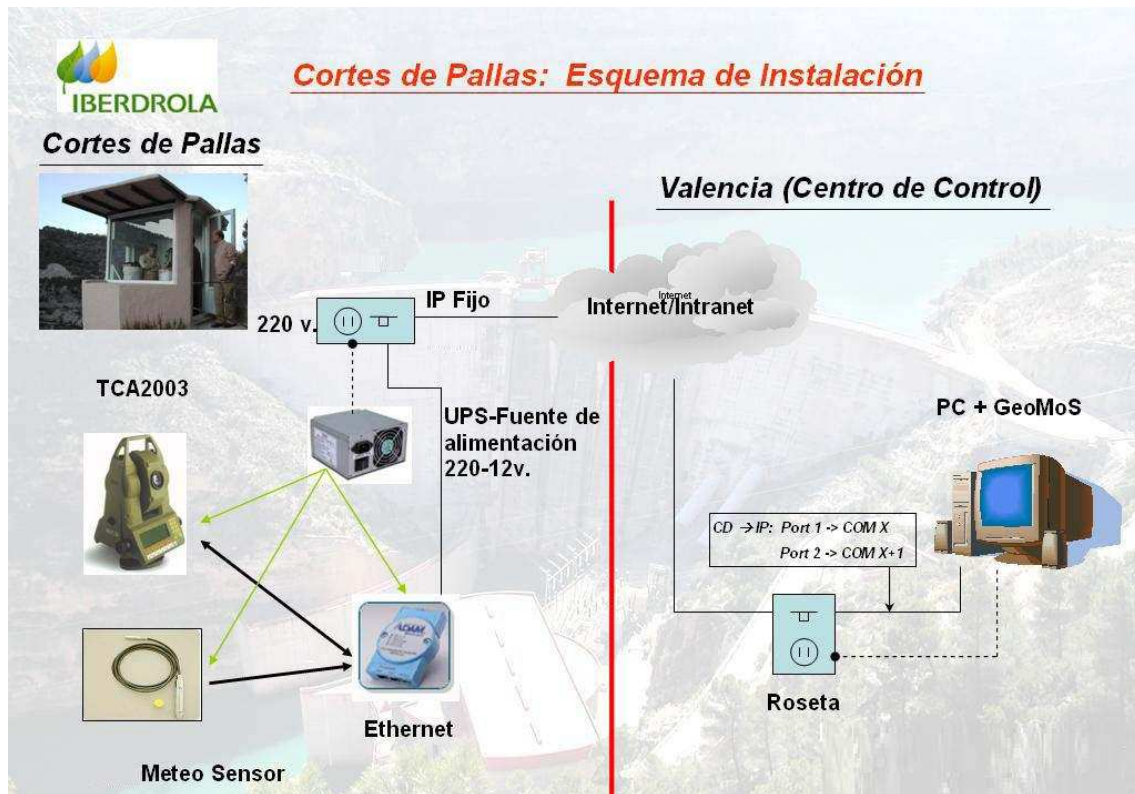 IBERDROLA
Cortes de Pallas: Esquema de Instalación
Cortes de Pallas
Valencia (Centro de Control)
IP Fijo
220 v.
Internet
Internet/Intranet
TCA2003
UPS-Fuente de
alimentación
220-12v.
PC + GeoMoS
CD → IP: Port 1 -> COM X
Port 2 -> COM X+1
Roseta
Ethernet
Meteo Sensor